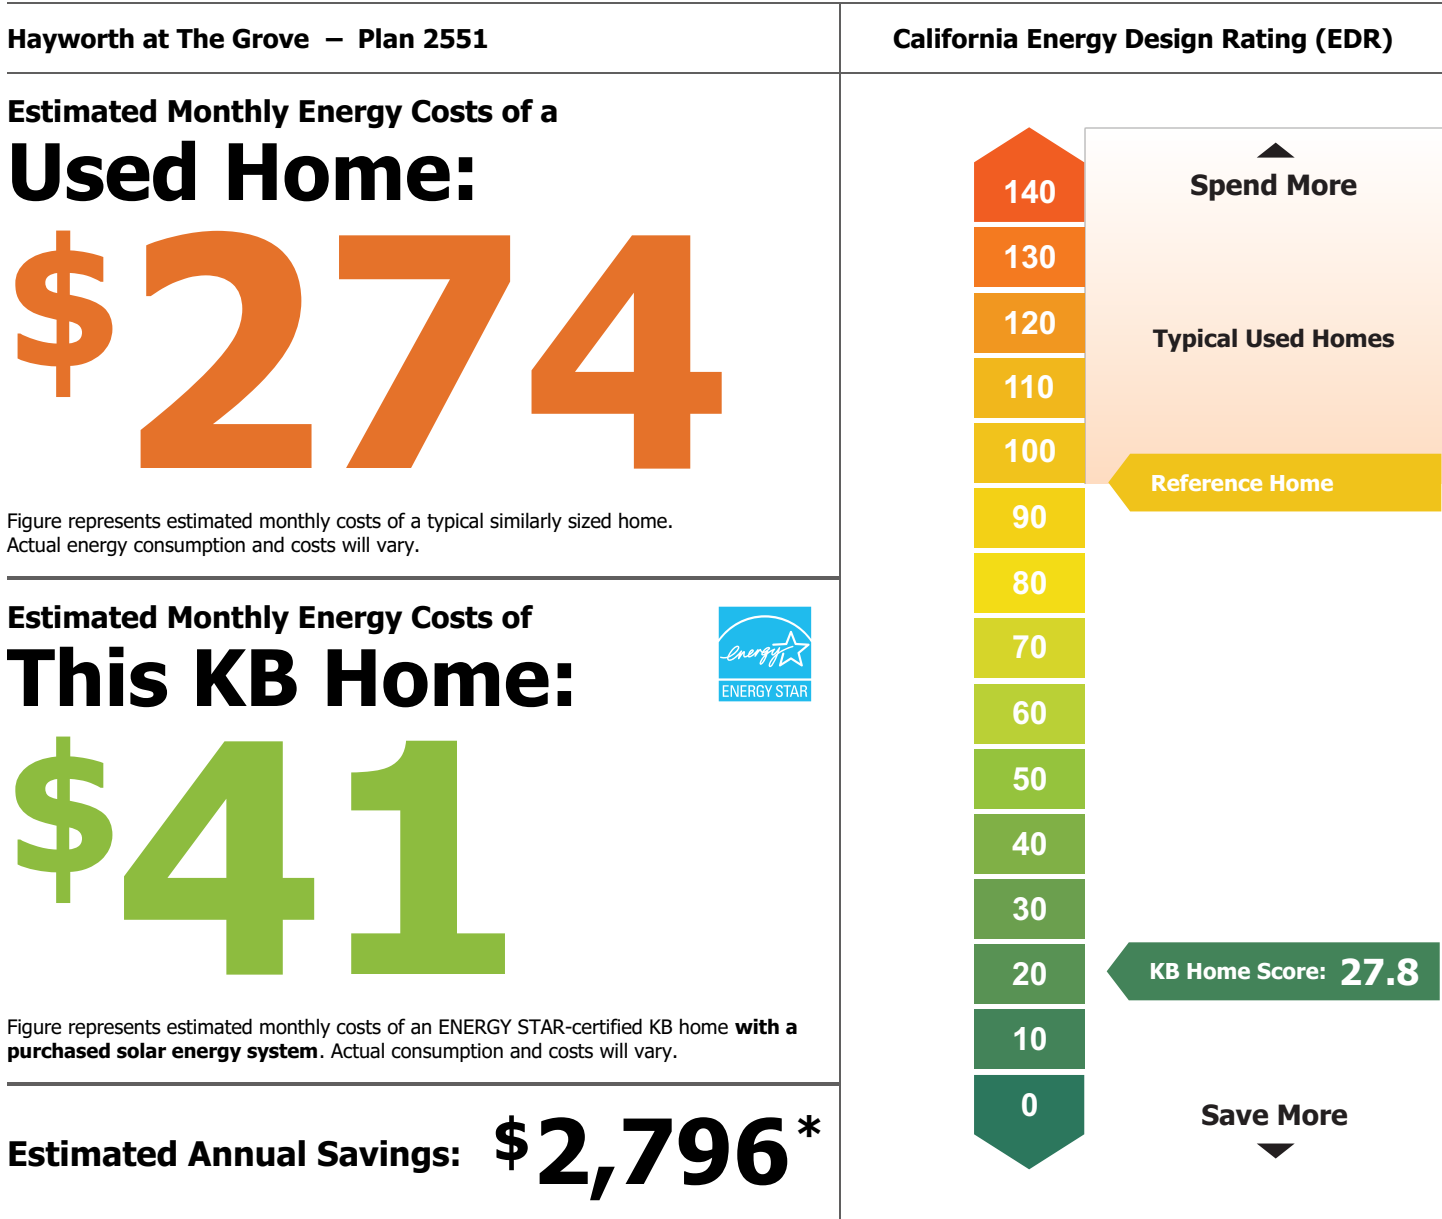 Hayworth at The Grove – Plan 2551
Estimated Monthly Energy Costs of a
Used Home:
$274
Figure represents estimated monthly costs of a typical similarly sized home.
Actual energy consumption and costs will vary.
Estimated Monthly Energy Costs of
This KB Home:
energy
ENERGY STAR
$41
Figure represents estimated monthly costs of an ENERGY STAR-certified KB home with a
purchased solar energy system. Actual consumption and costs will vary.
Estimated Annual Savings: $2,796*
California Energy Design Rating (EDR)
140
Spend More
130
120
Typical Used Homes
110
100
Reference Home
90
80
70
60
50
40
30
20
KB Home Score: 27.8
10
0
Save More